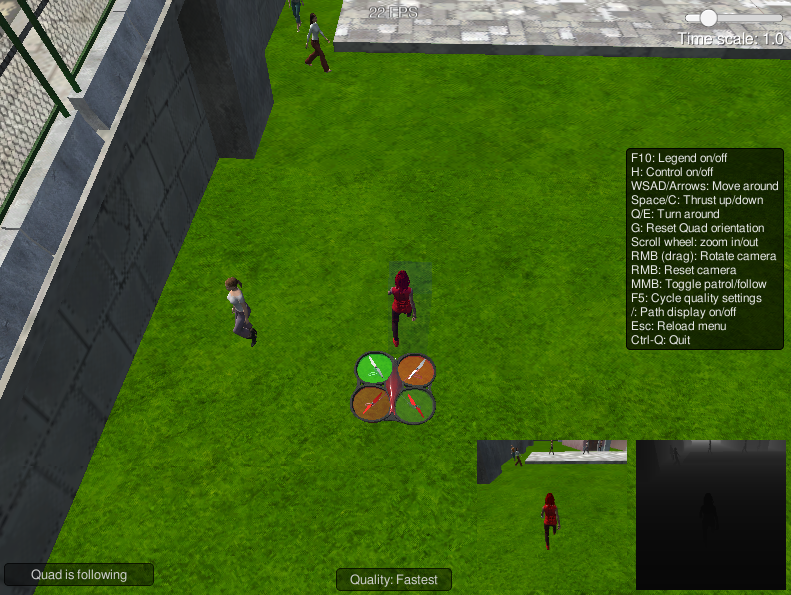 22 FPS
Time scale: 1.0
F10: Legend on/off
H: Control on/off
WSAD/Arrows: Move around
Space/C: Thrust up/down
Q/E: Turn around
G: Reset Quad orientation
Scroll wheel: zoom in/out
RMB (drag): Rotate camera
RMB: Reset camera
MMB: Toggle patrol/follow
F5: Cycle quality settings
/: Path display on/off
Esc: Reload menu
Ctrl-Q: Quit
Quad is following
Quality: Fastest